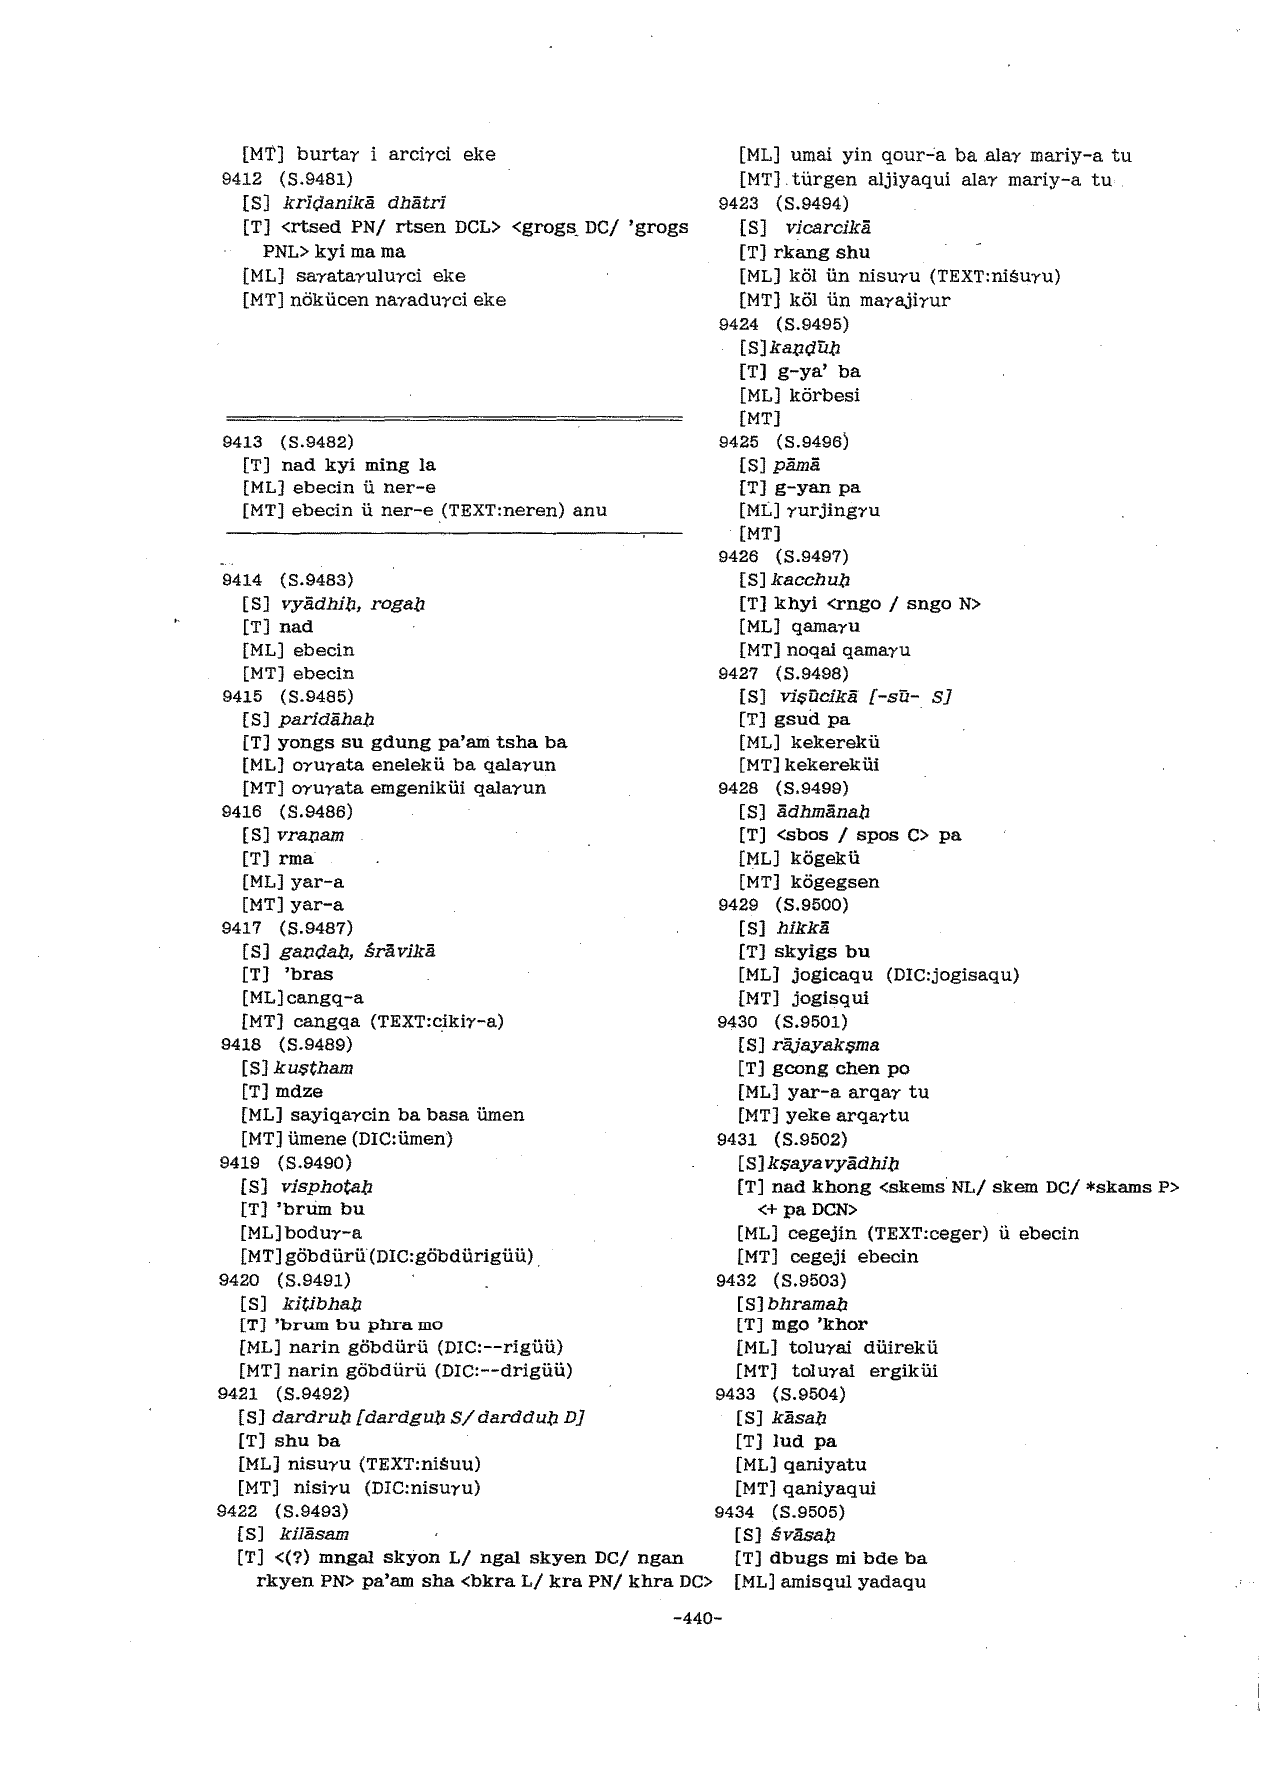 [MT] burtaγ i arciγci eke
9412 (S.9481)
[S] krīḍanikā dhātrī
[T] <rtsed PN/ rtsen DCL> <grogs DC/ 'grogs
PNL> kyi ma ma
[ML] saγataγuluγci eke
[MT] nökücen naγaduγci eke
9413 (S.9482)
[T] nad kyi ming la
[ML] ebecin ü ner-e
[MT] ebecin ü ner-e (TEXT:neren) anu
9414 (S.9483)
[S] vyādhiḥ, rogaḥ
[T] nad
[ML] ebecin
[MT] ebecin
9415 (S.9485)
[S] paridāhaḥ
[T] yongs su gdung pa'am tsha ba
[ML] oγuγata enelekü ba qalaγun
[MT] oγuγata emgeniküi qalaγun
9416 (S.9486)
[S] vraṇam
[T] rma
[ML] yar-a
[MT] yar-a
9417 (S.9487)
[S] gaṇḍaḥ, śrāvikā
[T] 'bras
[ML] cangq-a
[MT] cangqa (TEXT:cikiγ-a)
9418 (S.9489)
[S] kuṣṭham
[T] mdze
[ML] sayiqaγcin ba basa ümen
[MT] ümene (DIC:ümen)
9419 (S.9490)
[S] visphoṭaḥ
[T] 'brum bu
[ML] boduγ-a
[MT] göbdürü (DIC:göbdürigüü)
9420 (S.9491)
[S] kiṭibhaḥ
[T] 'brum bu phra mo
[ML] narin göbdürü (DIC:--rigüü)
[MT] narin göbdürü (DIC:--drigüü)
9421 (S.9492)
[S] dardruḥ [dardguḥ S/ dardduḥ D]
[T] shu ba
[ML] nisuγu (TEXT:niśuu)
[MT] nisiγu (DIC:nisuγu)
9422 (S.9493)
[S] kilāsam
[T] <(?) mngal skyon L/ ngal skyen DC/ ngan
rkyen PN> pa'am sha <bkra L/ kra PN/ khra DC>
[ML] umai yin qour-a ba alaγ mariy-a tu
[MT] türgen aljiyaqui alaγ mariy-a tu
9423 (S.9494)
[S] vicarcikā
[T] rkang shu
[ML] köl ün nisuγu (TEXT:niśuγu)
[MT] köl ün maγajiγur
9424 (S.9495)
[S] kaṇḍūḥ
[T] g-ya' ba
[ML] körbesi
[MT]
9425 (S.9496)
[S] pāmā
[T] g-yan pa
[ML] γurjingγu
[MT]
9426 (S.9497)
[S] kacchuḥ
[T] khyi <rngo / sngo N>
[ML] qamaγu
[MT] noqai qamaγu
9427 (S.9498)
[S] viṣūcikā [-sū- S]
[T] gsud pa
[ML] kekerekü
[MT] kekereküi
9428 (S.9499)
[S] ādhmānaḥ
[T] <sbos / spos C> pa
[ML] kögekü
[MT] kögegsen
9429 (S.9500)
[S] hikkā
[T] skyigs bu
[ML] jogicaqu (DIC:jogisaqu)
[MT] jogisqui
9430 (S.9501)
[S] rājayakṣma
[T] gcong chen po
[ML] yar-a arqaγ tu
[MT] yeke arqaγtu
9431 (S.9502)
[S] kṣayavyādhiḥ
[T] nad khong <skems NL/ skem DC/ *skams P>
<+ pa DCN>
[ML] cegejin (TEXT:ceger) ü ebecin
[MT] cegeji ebecin
9432 (S.9503)
[S] bhramaḥ
[T] mgo 'khor
[ML] toluγai düirekü
[MT] toluγai ergiküi
9433 (S.9504)
[S] kāsaḥ
[T] lud pa
[ML] qaniyatu
[MT] qaniyaqui
9434 (S.9505)
[S] śvāsaḥ
[T] dbugs mi bde ba
[ML] amisqul yadaqu
-440-